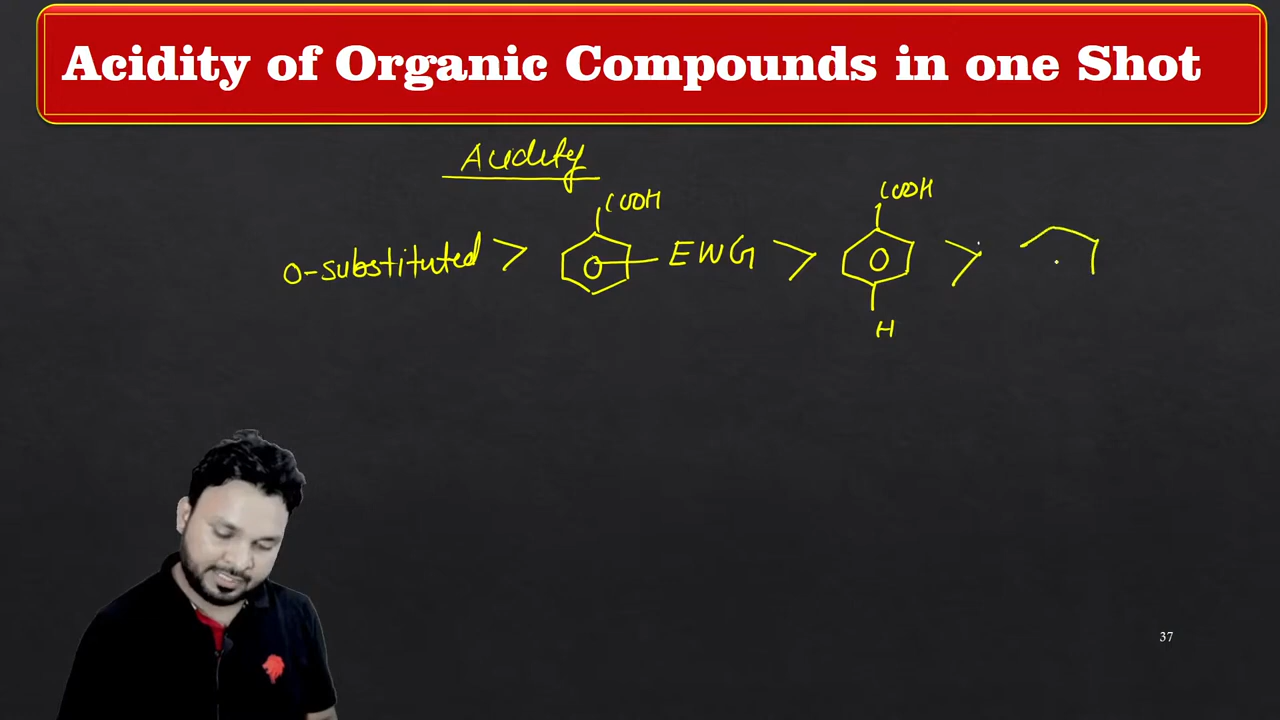 Acidity of Organic Compounds in one Shot
Acidity
COOH
COOH
o-substituted > EWG > >
H
37